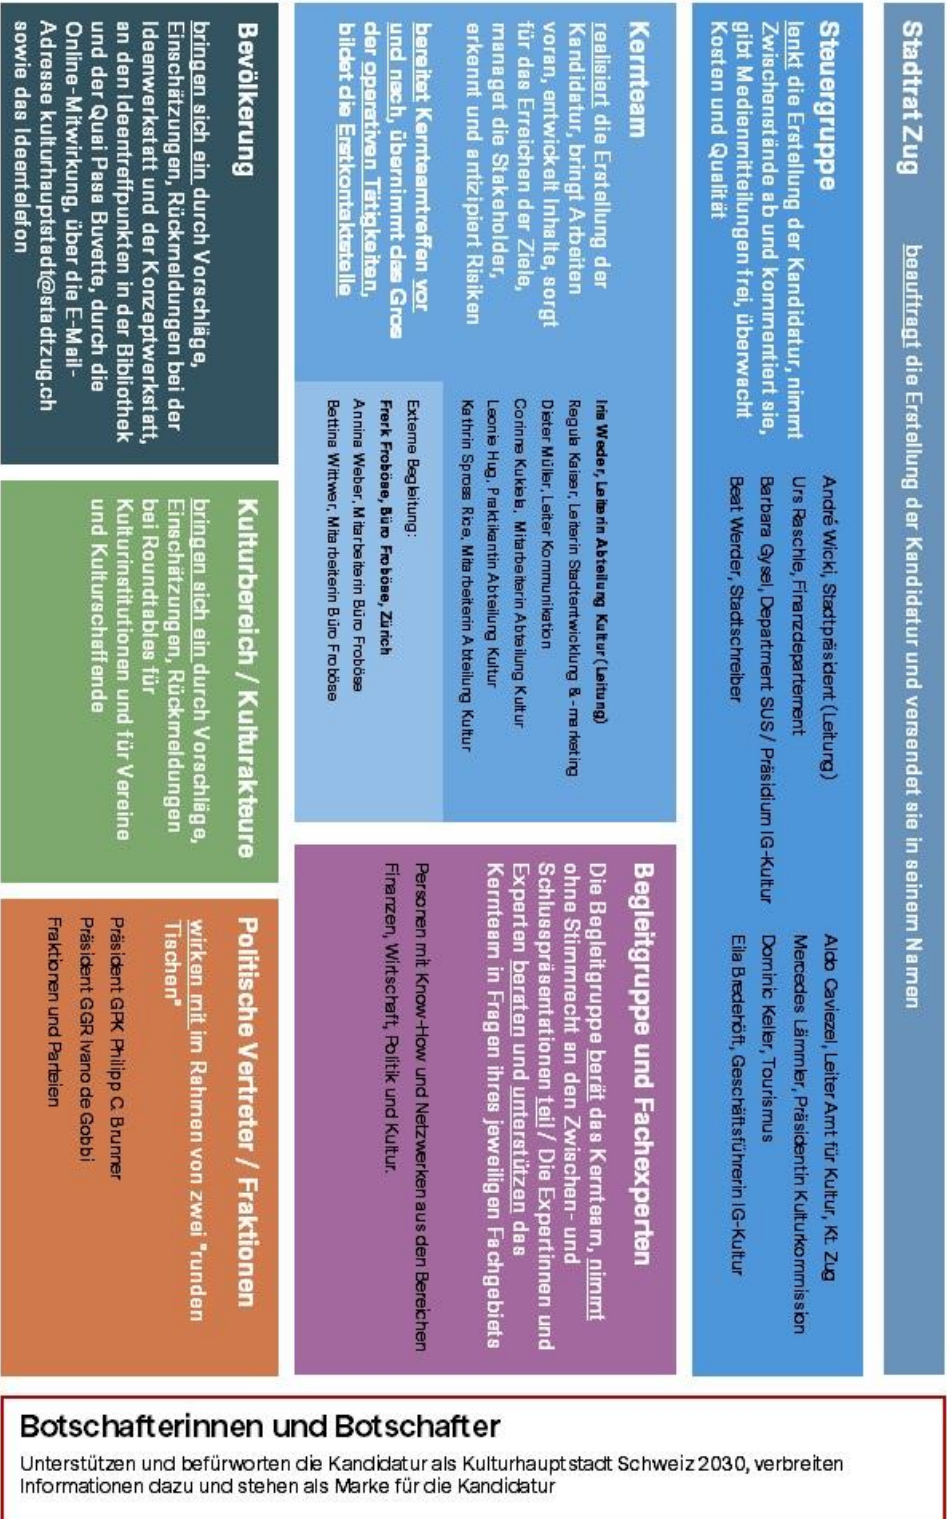 Stadtrat Zug beauftragt die Erstellung der Kandidatur und versendet sie in seinem Namen
Steuergruppe
lenkt die Erstellung der Kandidatur, nimmt
Zwischenstände ab und kommentiert sie,
gibt Medienmitteilungen frei, überwacht
Kosten und Qualität
André Wicki, Stadtpräsident (Leitung)
Urs Raschle, Finanzdepartement
Barbara Gysel, Department SUS / Präsidium IG-Kultur
Beat Werder, Stadtschreiber
Aldo Caviezel, Leiter Amt für Kultur, Kt. Zug
Mercedes Lämmler, Präsidentin Kulturkommission
Dominic Keller, Tourismus
Eila Bredehöft, Geschäftsführerin IG-Kultur
Kernteam
realisiert die Erstellung der
Kandidatur, bringt Arbeiten
voran, entwickelt Inhalte, sorgt
für das Erreichen der Ziele,
managet die Stakeholder,
erkennt und antizipiert Risiken
bereitet Kernteamtreffen vor
und nach, übernimmt das Gros
der operativen Tätigkeiten,
bildet die Erstkontaktstelle
Iris Weder, Leiterin Abteilung Kultur (Leitung)
Regula Kaiser, Leiterin Stadtentwicklung & -marketing
Dieter Müller, Leiter Kommunikation
Corinne Kukiela, Mitarbeiterin Abteilung Kultur
Leonie Hug, Praktikantin Abteilung Kultur
Kathrin Spross Rice, Mitarbeiterin Abteilung Kultur
Externe Begleitung:
Frerk Froböse, Büro Froböse, Zürich
Annina Weber, Mitarbeiterin Büro Froböse
Bettina Wittwer, Mitarbeiterin Büro Froböse
Begleitgruppe und Fachexperten
Die Begleitgruppe berät das Kernteam, nimmt
ohne Stimmrecht an den Zwischen- und
Schlusspräsentationen teil / Die Expertinnen und
Experten beraten und unterstützen das
Kernteam in Fragen ihres jeweiligen Fachgebiets
Personen mit Know-How und Netzwerken aus den Bereichen
Finanzen, Wirtschaft, Politik und Kultur.
Bevölkerung
bringen sich ein durch Vorschläge,
Einschätzungen, Rückmeldungen bei der
Ideenwerkstatt und der Konzeptwerkstatt,
an den Ideentreffpunkten in der Bibliothek
und der Quai Pasa Buvette, durch die
Online-Mitwirkung, über die E-Mail-
Adresse kulturhauptstadt@stadtzug.ch
sowie das Ideentelefon
Kulturbereich / Kulturakteure
bringen sich ein durch Vorschläge,
Einschätzungen, Rückmeldungen
bei Roundtables für
Kulturinstitutionen und für Vereine
und Kulturschaffende
Politische Vertreter / Fraktionen
wirken mit im Rahmen von zwei "runden
Tischen"
Präsident GPK Philipp C. Brunner
Präsident GGR Ivano de Gobbi
Fraktionen und Parteien
Botschafterinnen und Botschafter
Unterstützen und befürworten die Kandidatur als Kulturhauptstadt Schweiz 2030, verbreiten
Informationen dazu und stehen als Marke für die Kandidatur